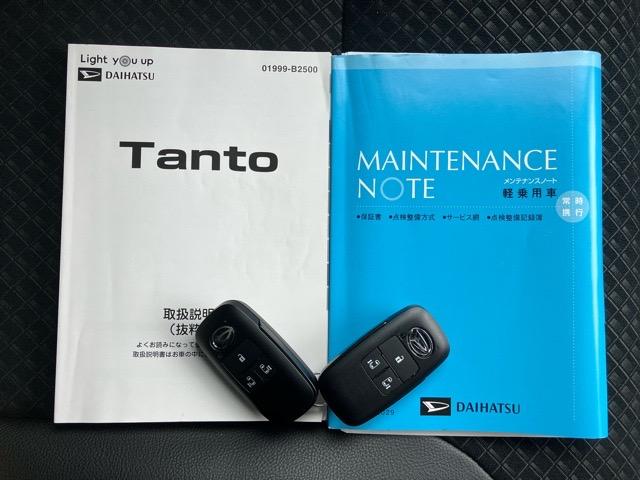 Light you up
DAIHATSU
01999-B2500
Tanto
取扱説明
（抜粋
よくお読みになって
取扱説明書はお車の中に
MAINTENANCE
NOTE
メンテナンスノート
軽乗用車
常時
携行
●保証書 ●点検整備方式 ●サービス網 ●点検整備記録簿
DAIHATSU